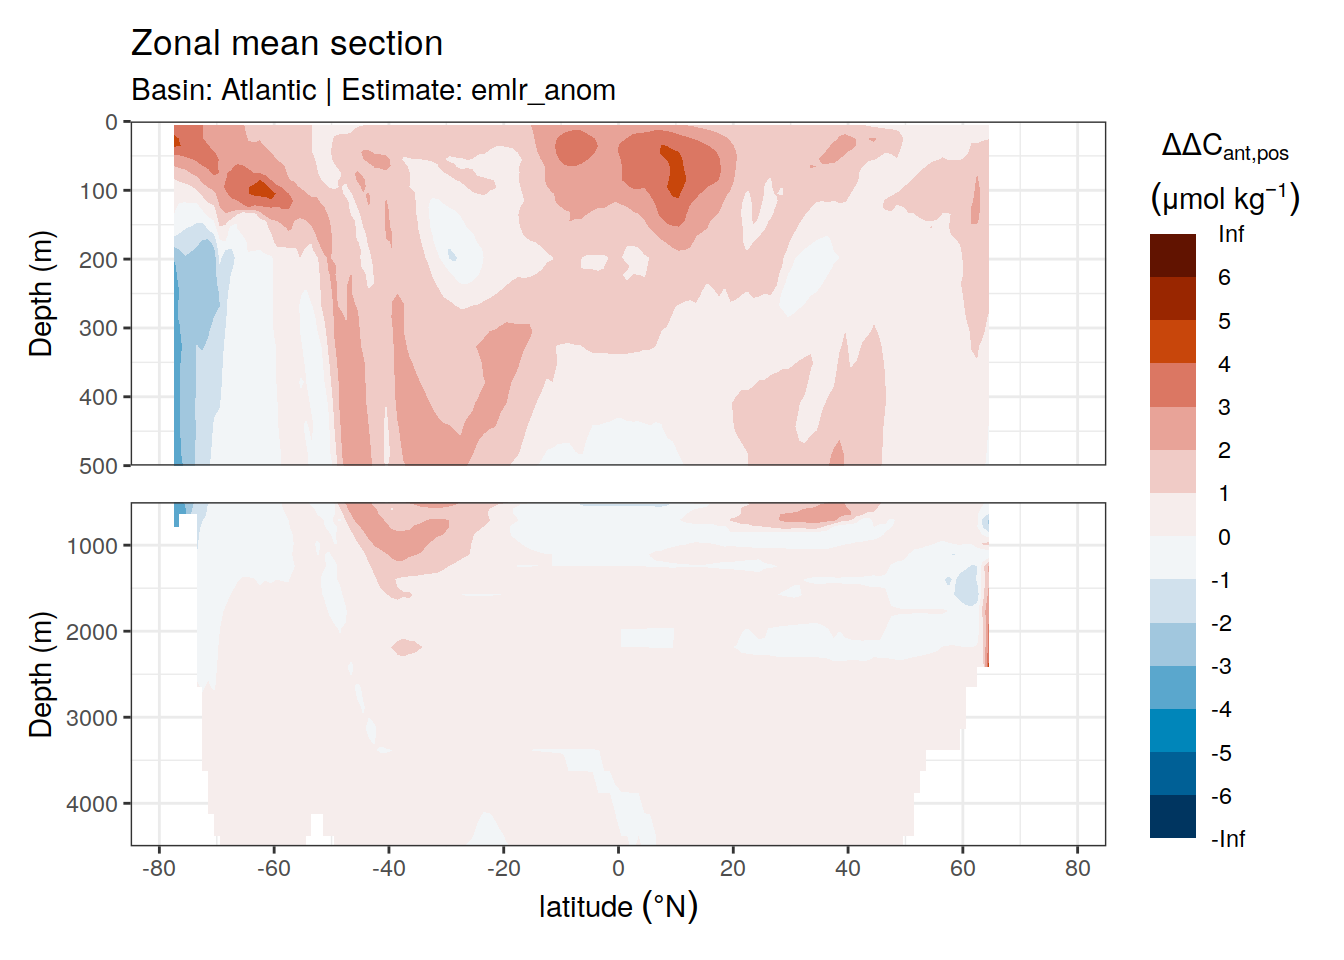 Zonal mean section
Basin: Atlantic | Estimate: emlr_anom
0
100
200
300
400
500
Depth (m)
1000
2000
3000
4000
Depth (m)
-80 -60 -40 -20 0 20 40 60 80
latitude (°N)
ΔΔCant,pos
(μmol kg⁻¹)
Inf
6
5
4
3
2
1
0
-1
-2
-3
-4
-5
-6
-Inf